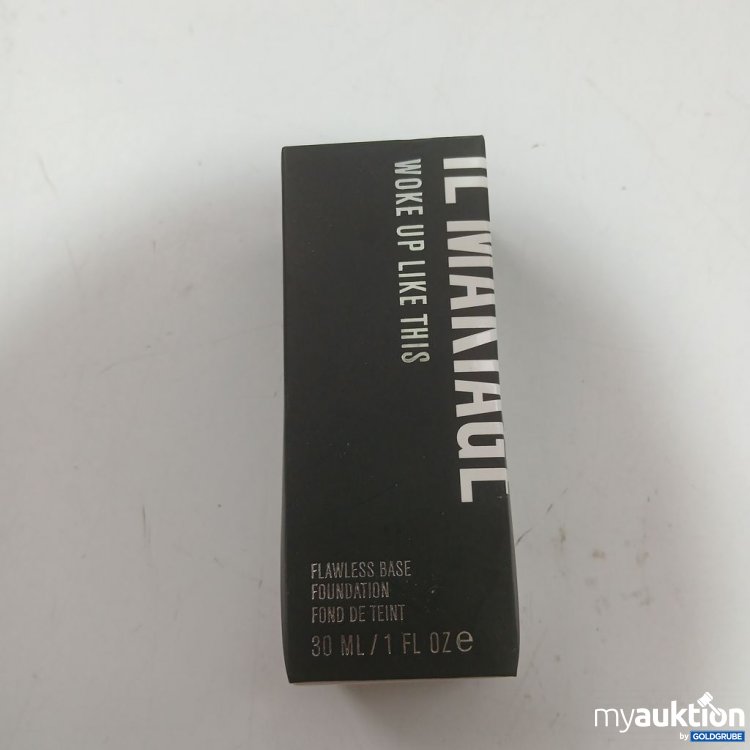 IL MAKIAGE
WOKE UP LIKE THIS
FLAWLESS BASE
FOUNDATION
FOND DE TEINT
30 ML / 1 FL OZ e
myauktion
by GOLDGRUBE